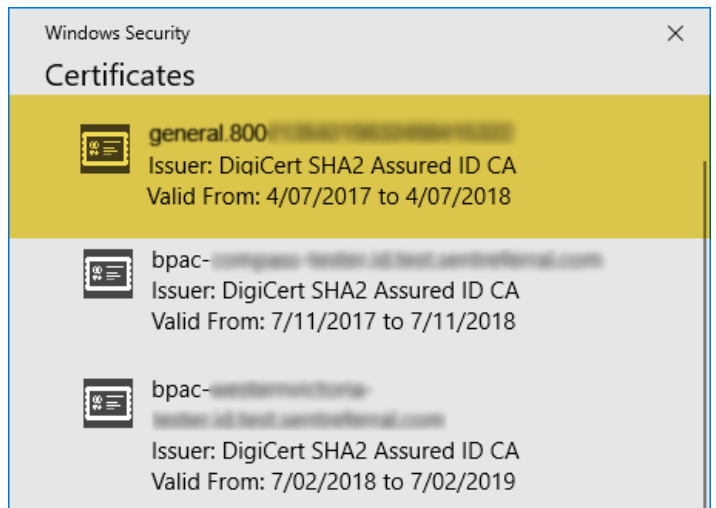 Windows Security
Certificates
general.800
Issuer: DigiCert SHA2 Assured ID CA
Valid From: 4/07/2017 to 4/07/2018
bpac-
Issuer: DigiCert SHA2 Assured ID CA
Valid From: 7/11/2017 to 7/11/2018
bpac-
Issuer: DigiCert SHA2 Assured ID CA
Valid From: 7/02/2018 to 7/02/2019